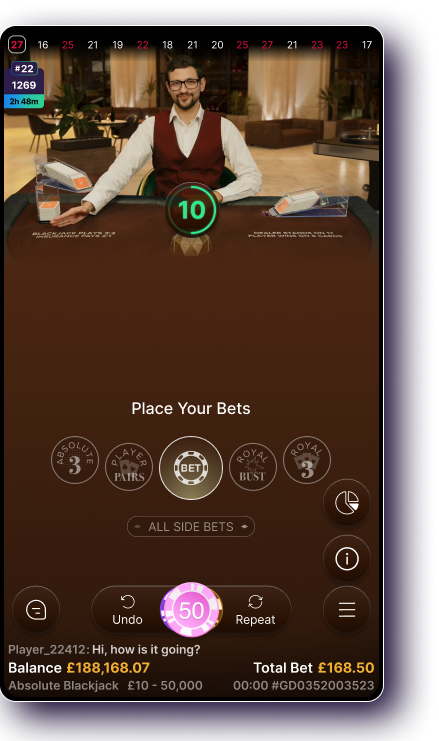 27 16 25 21 19 22 18 21 20 25 27 21 23 23 17
#22
1269
2h 48m
10
BLACKJACK PAYS 3:2
INSURANCE PAYS 2:1
DEALER STANDS ON 17
PLAYER WINS ON 6 CARDS
Place Your Bets
ABSOLUTE 3
PLAYER PAIRS
BET
ROYAL BUST
ROYAL 3
ALL SIDE BETS
Undo
50
Repeat
Player_22412: Hi, how is it going?
Balance £188,168.07 Total Bet £168.50
Absolute Blackjack £10 - 50,000 00:00 #GD0352003523